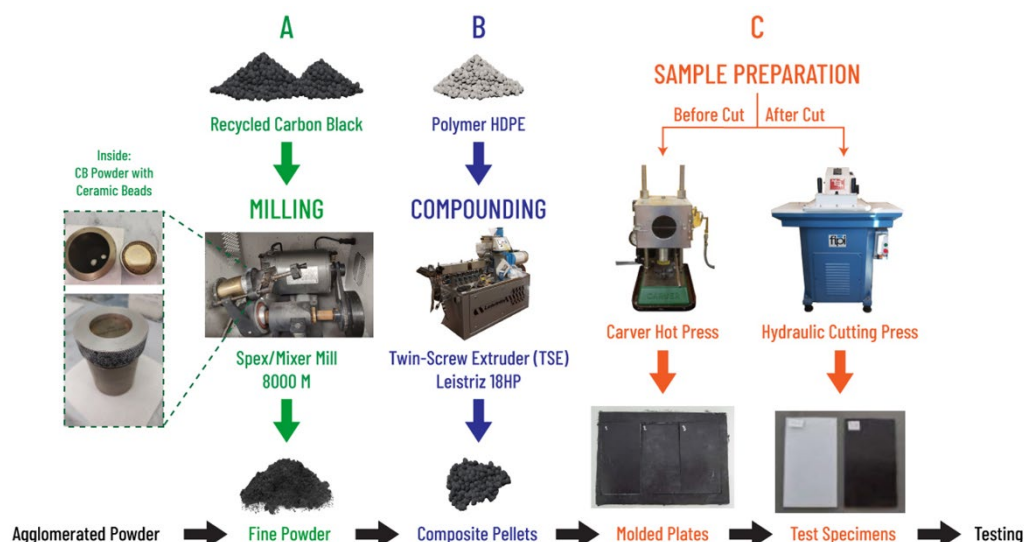 A
B
C
SAMPLE PREPARATION
Before Cut
After Cut
Recycled Carbon Black
Polymer HDPE
Inside:
CB Powder with
Ceramic Beads
MILLING
COMPOUNDING
Spex/Mixer Mill
8000 M
Twin-Screw Extruder (TSE)
Leistriz 18HP
Carver Hot Press
Hydraulic Cutting Press
CARVER
Agglomerated Powder
Fine Powder
Composite Pellets
Molded Plates
Test Specimens
Testing